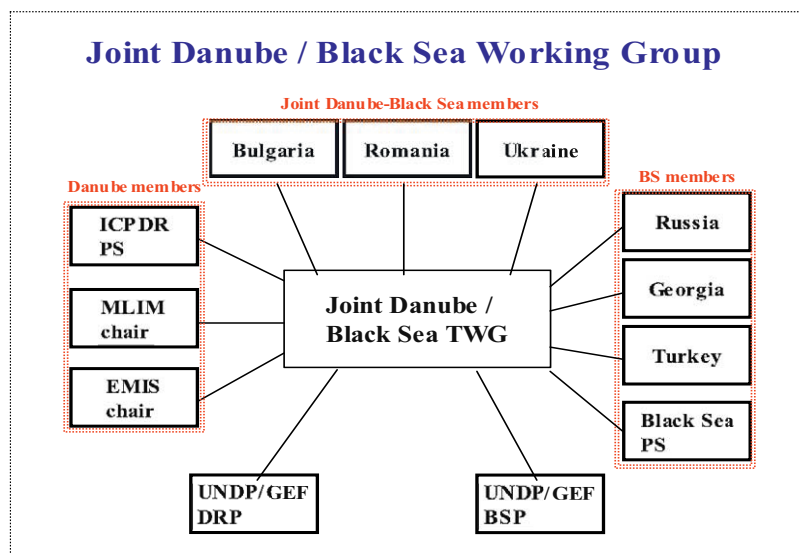 Joint Danube / Black Sea Working Group
Joint Danube-Black Sea members
Bulgaria
Romania
Ukraine
Danube members
BS members
ICPDR
PS
MLIM
chair
EMIS
chair
Joint Danube /
Black Sea TWG
Russia
Georgia
Turkey
Black Sea
PS
UNDP/GEF
DRP
UNDP/GEF
BSP